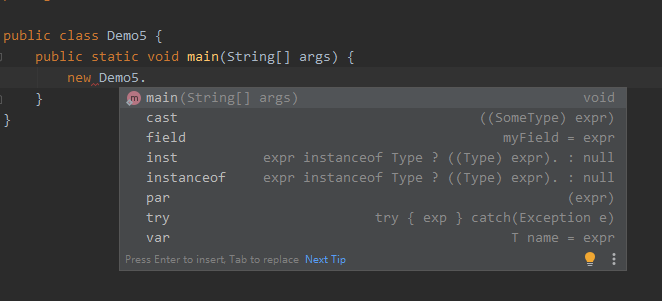 public class Demo5 {
public static void main(String[] args) {
new Demo5.
}
}
m main(String[] args) void
cast ((SomeType) expr)
field myField = expr
inst expr instanceof Type ? ((Type) expr). : null
instanceof expr instanceof Type ? ((Type) expr). : null
par (expr)
try try { exp } catch(Exception e)
var T name = expr
Press Enter to insert, Tab to replace Next Tip